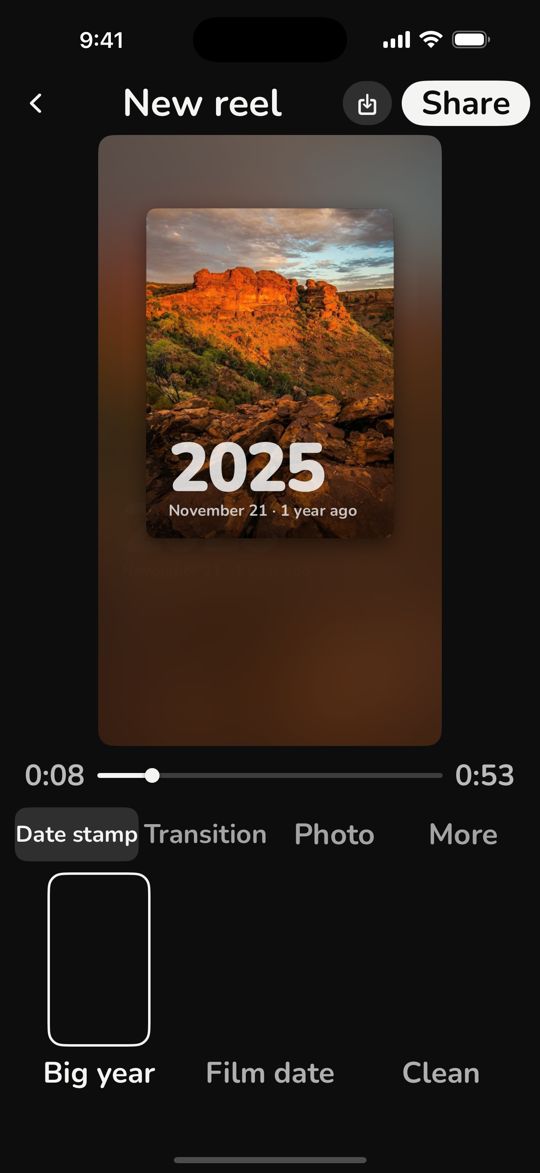 9:41
New reel
Share
2025
November 21 · 1 year ago
0:08
0:53
Date stamp
Transition
Photo
More
Big year
Film date
Clean